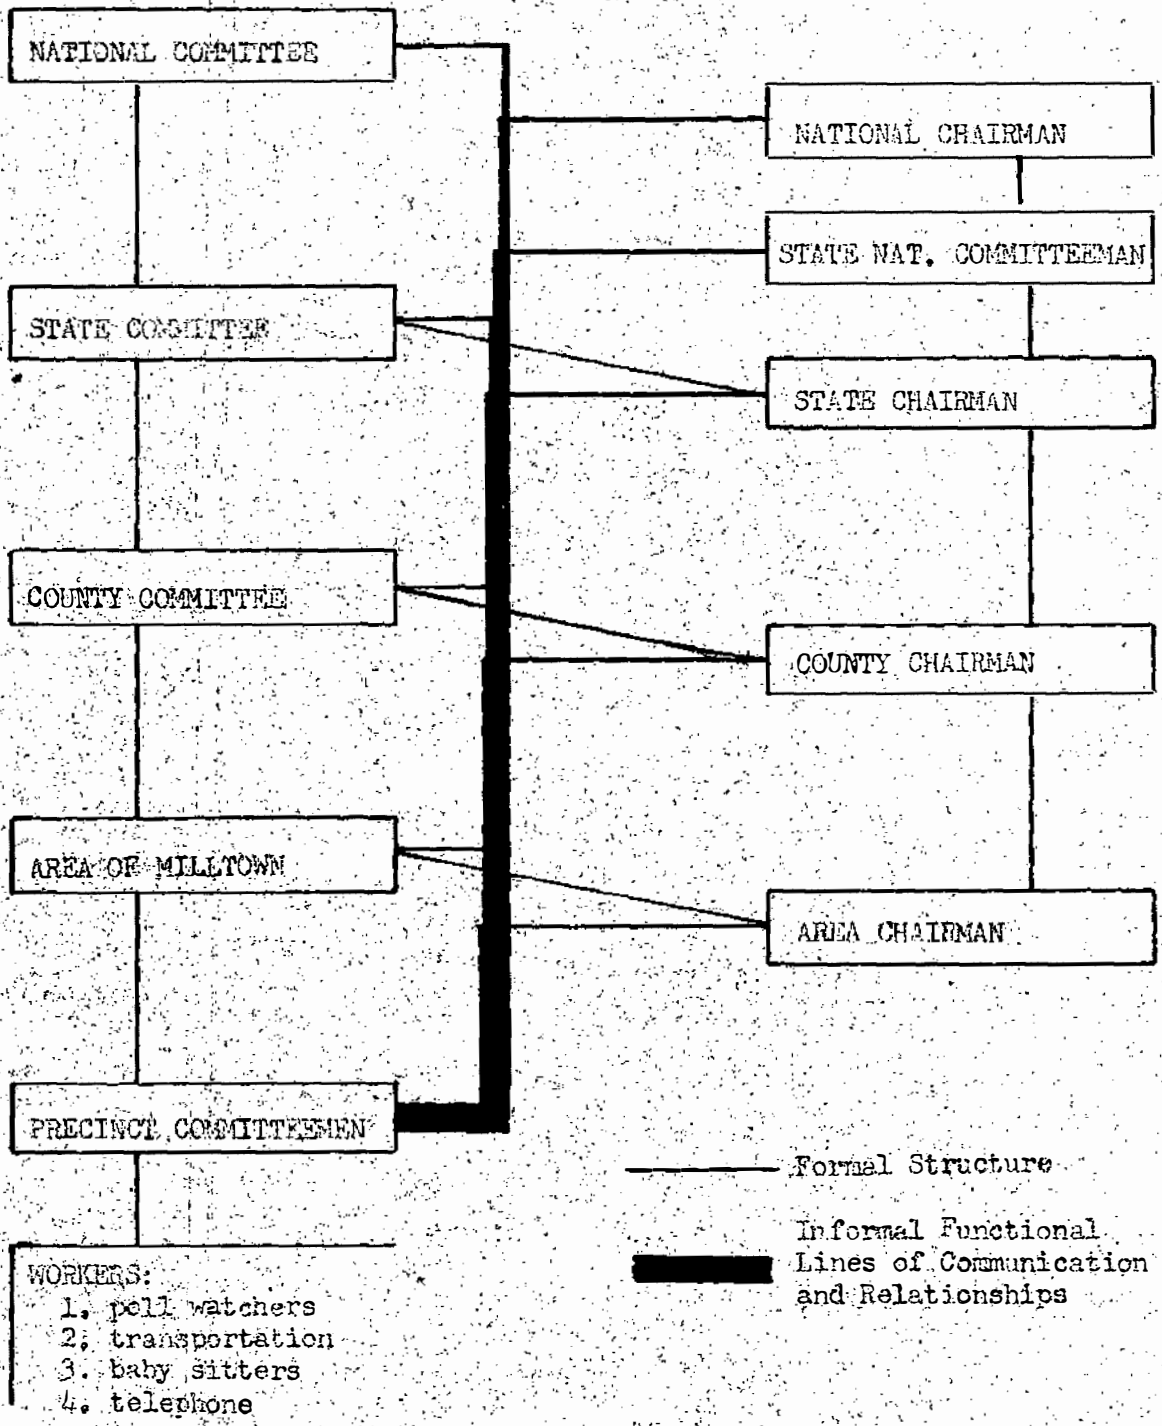 NATIONAL COMMITTEE
NATIONAL CHAIRMAN
STATE NAT. COMMITTEEMAN
STATE COMMITTEE
STATE CHAIRMAN
COUNTY COMMITTEE
COUNTY CHAIRMAN
AREA OF MILLTOWN
AREA CHAIRMAN
PRECINCT COMMITTEEMEN
Formal Structure
Informal Functional
Lines of Communication
and Relationships
WORKERS:
1. poll watchers
2. transportation
3. baby sitters
4. telephone